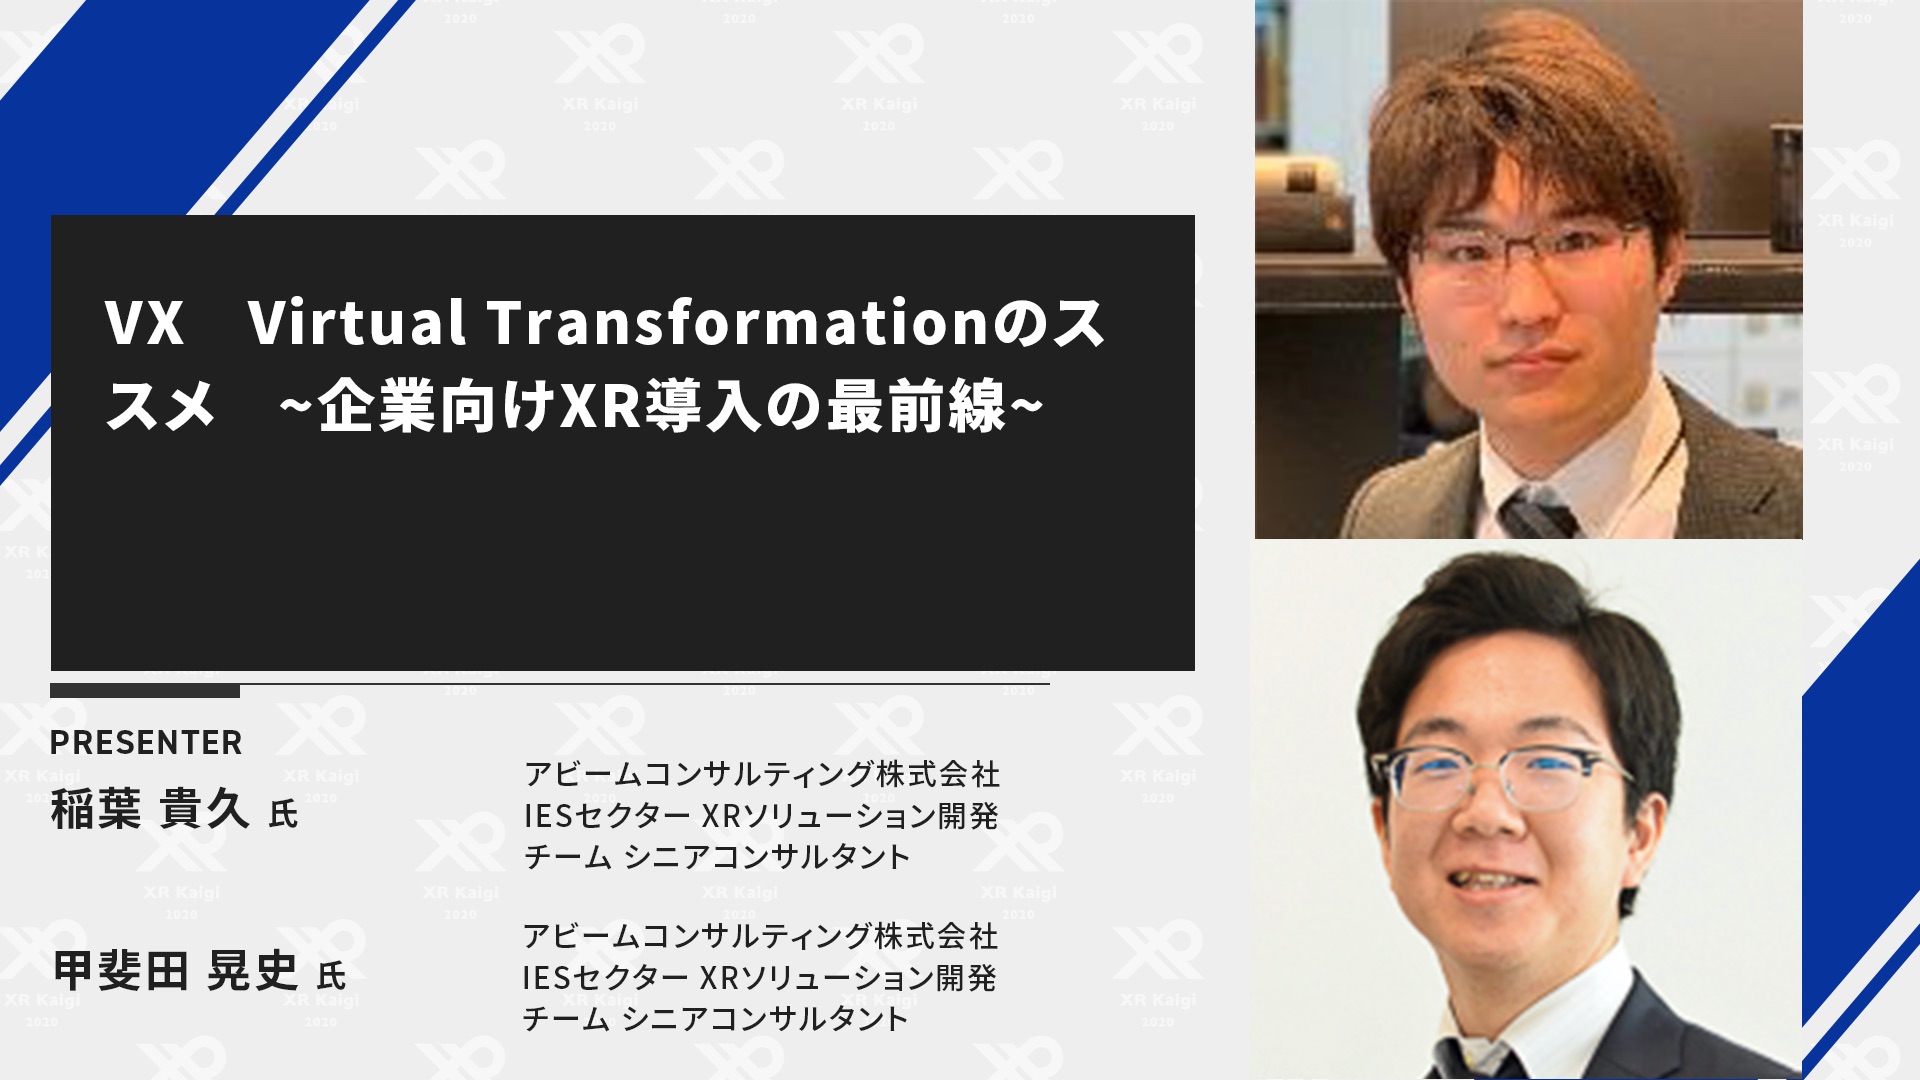 VX　Virtual Transformationのス
スメ　~企業向けXR導入の最前線~
PRESENTER
稲葉 貴久 氏
アビームコンサルティング株式会社
IESセクター XRソリューション開発
チーム シニアコンサルタント
甲斐田 晃史 氏
アビームコンサルティング株式会社
IESセクター XRソリューション開発
チーム シニアコンサルタント
XR Kaigi
2020